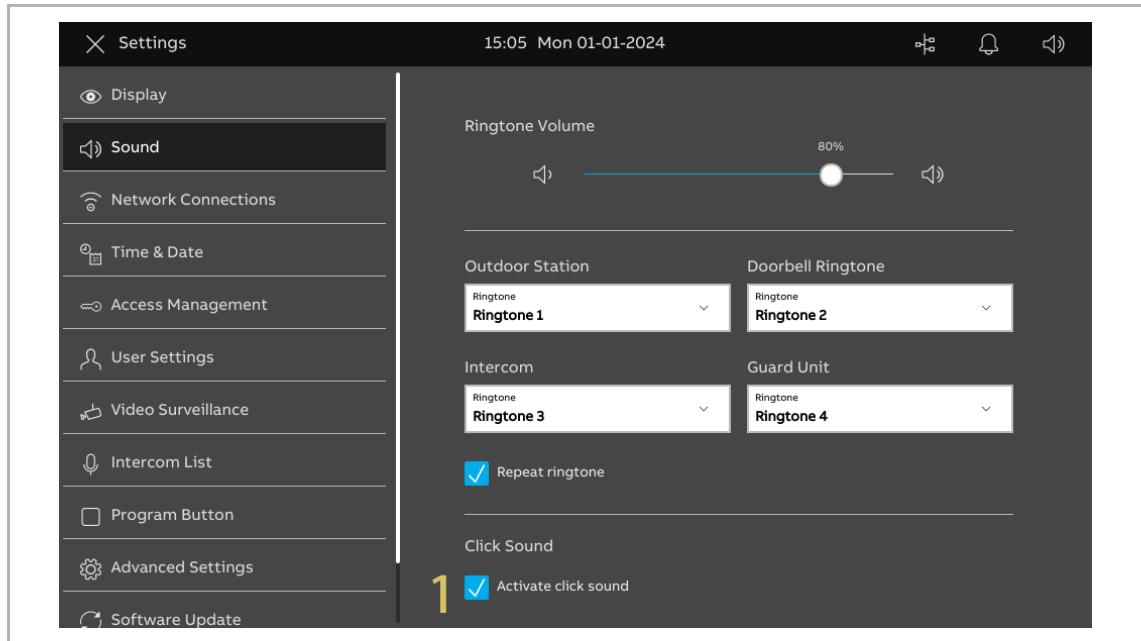 Settings
15:05 Mon 01-01-2024
Display
Sound
Network Connections
Time & Date
Access Management
User Settings
Video Surveillance
Intercom List
Program Button
Advanced Settings
Software Update
Ringtone Volume
80%
Outdoor Station
Ringtone
Ringtone 1
Doorbell Ringtone
Ringtone
Ringtone 2
Intercom
Ringtone
Ringtone 3
Guard Unit
Ringtone
Ringtone 4
Repeat ringtone
Click Sound
1
Activate click sound